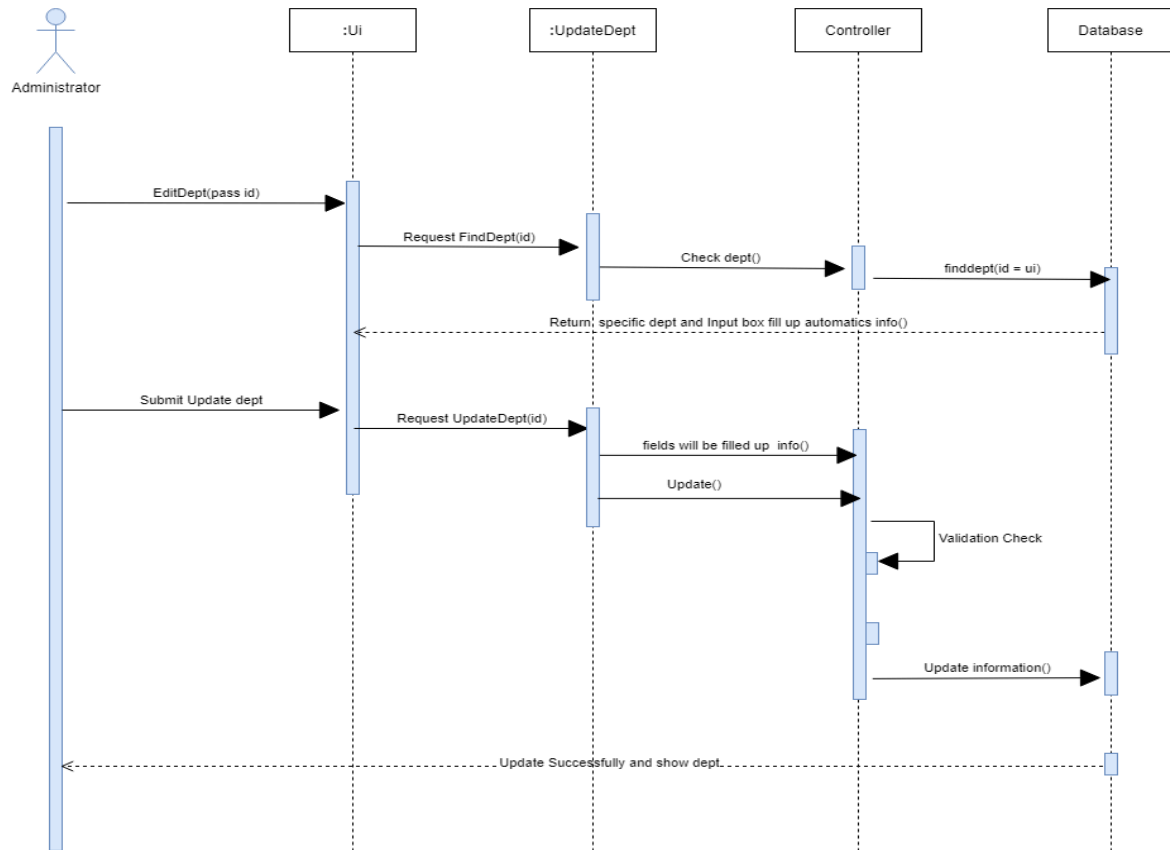 :Ui
:UpdateDept
Controller
Database
Administrator
EditDept(pass id)
Request FindDept(id)
Check dept()
finddept(id = ui)
Return, specific dept and Input box fill up automatics info()
Submit Update dept
Request UpdateDept(id)
fields will be filled up info()
Update()
Validation Check
Update information()
Update Successfully and show dept